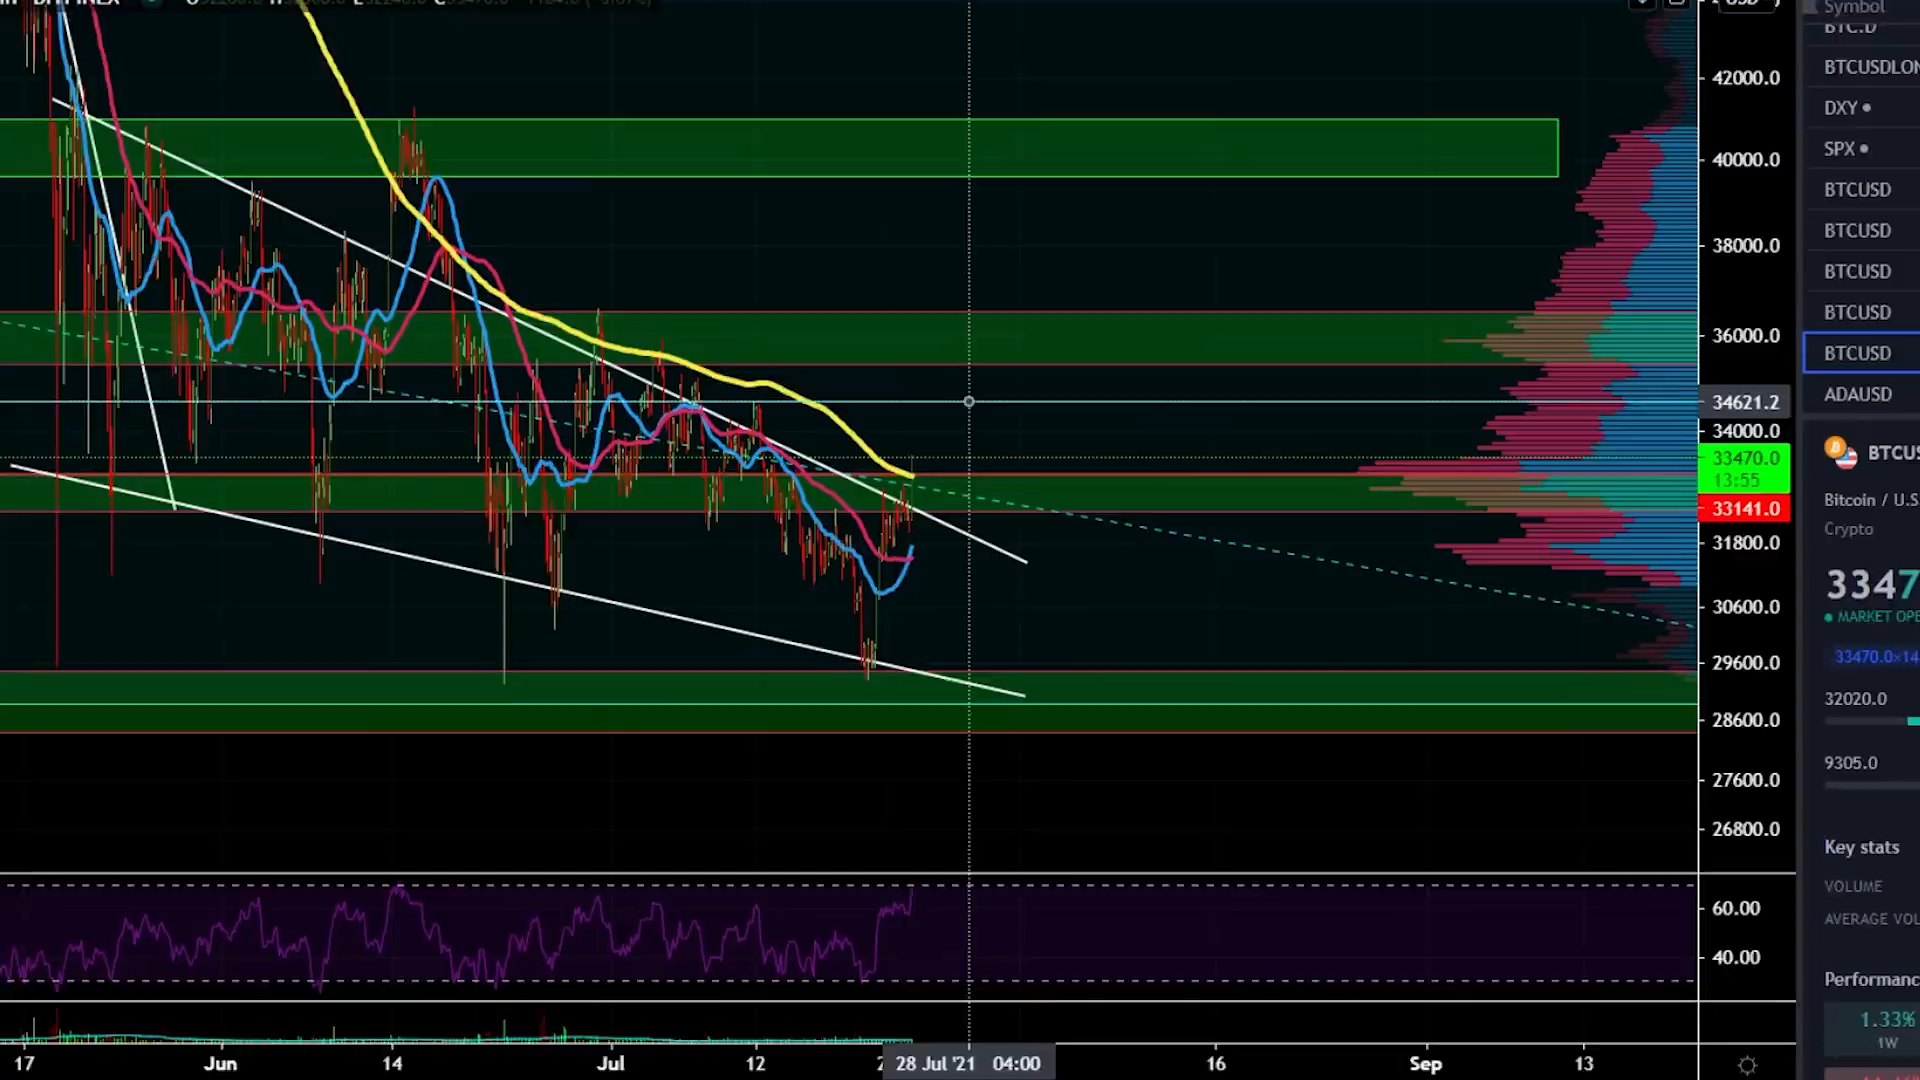 Symbol
BTC.D
BTCUSDLON
DXY
SPX
BTCUSD
BTCUSD
BTCUSD
BTCUSD
BTCUSD
ADAUSD
42000.0
40000.0
38000.0
36000.0
34621.2
34000.0
33470.0
13:55
33141.0
31800.0
30600.0
29600.0
28600.0
27600.0
26800.0
60.00
40.00
17
Jun
14
Jul
12
28 Jul '21 04:00
16
Sep
13
BTCUS
Bitcoin / U.S
Crypto
3347
MARKET OPE
33470.0×14
32020.0
9305.0
Key stats
VOLUME
AVERAGE VOL
Performanc
1.33%
1W